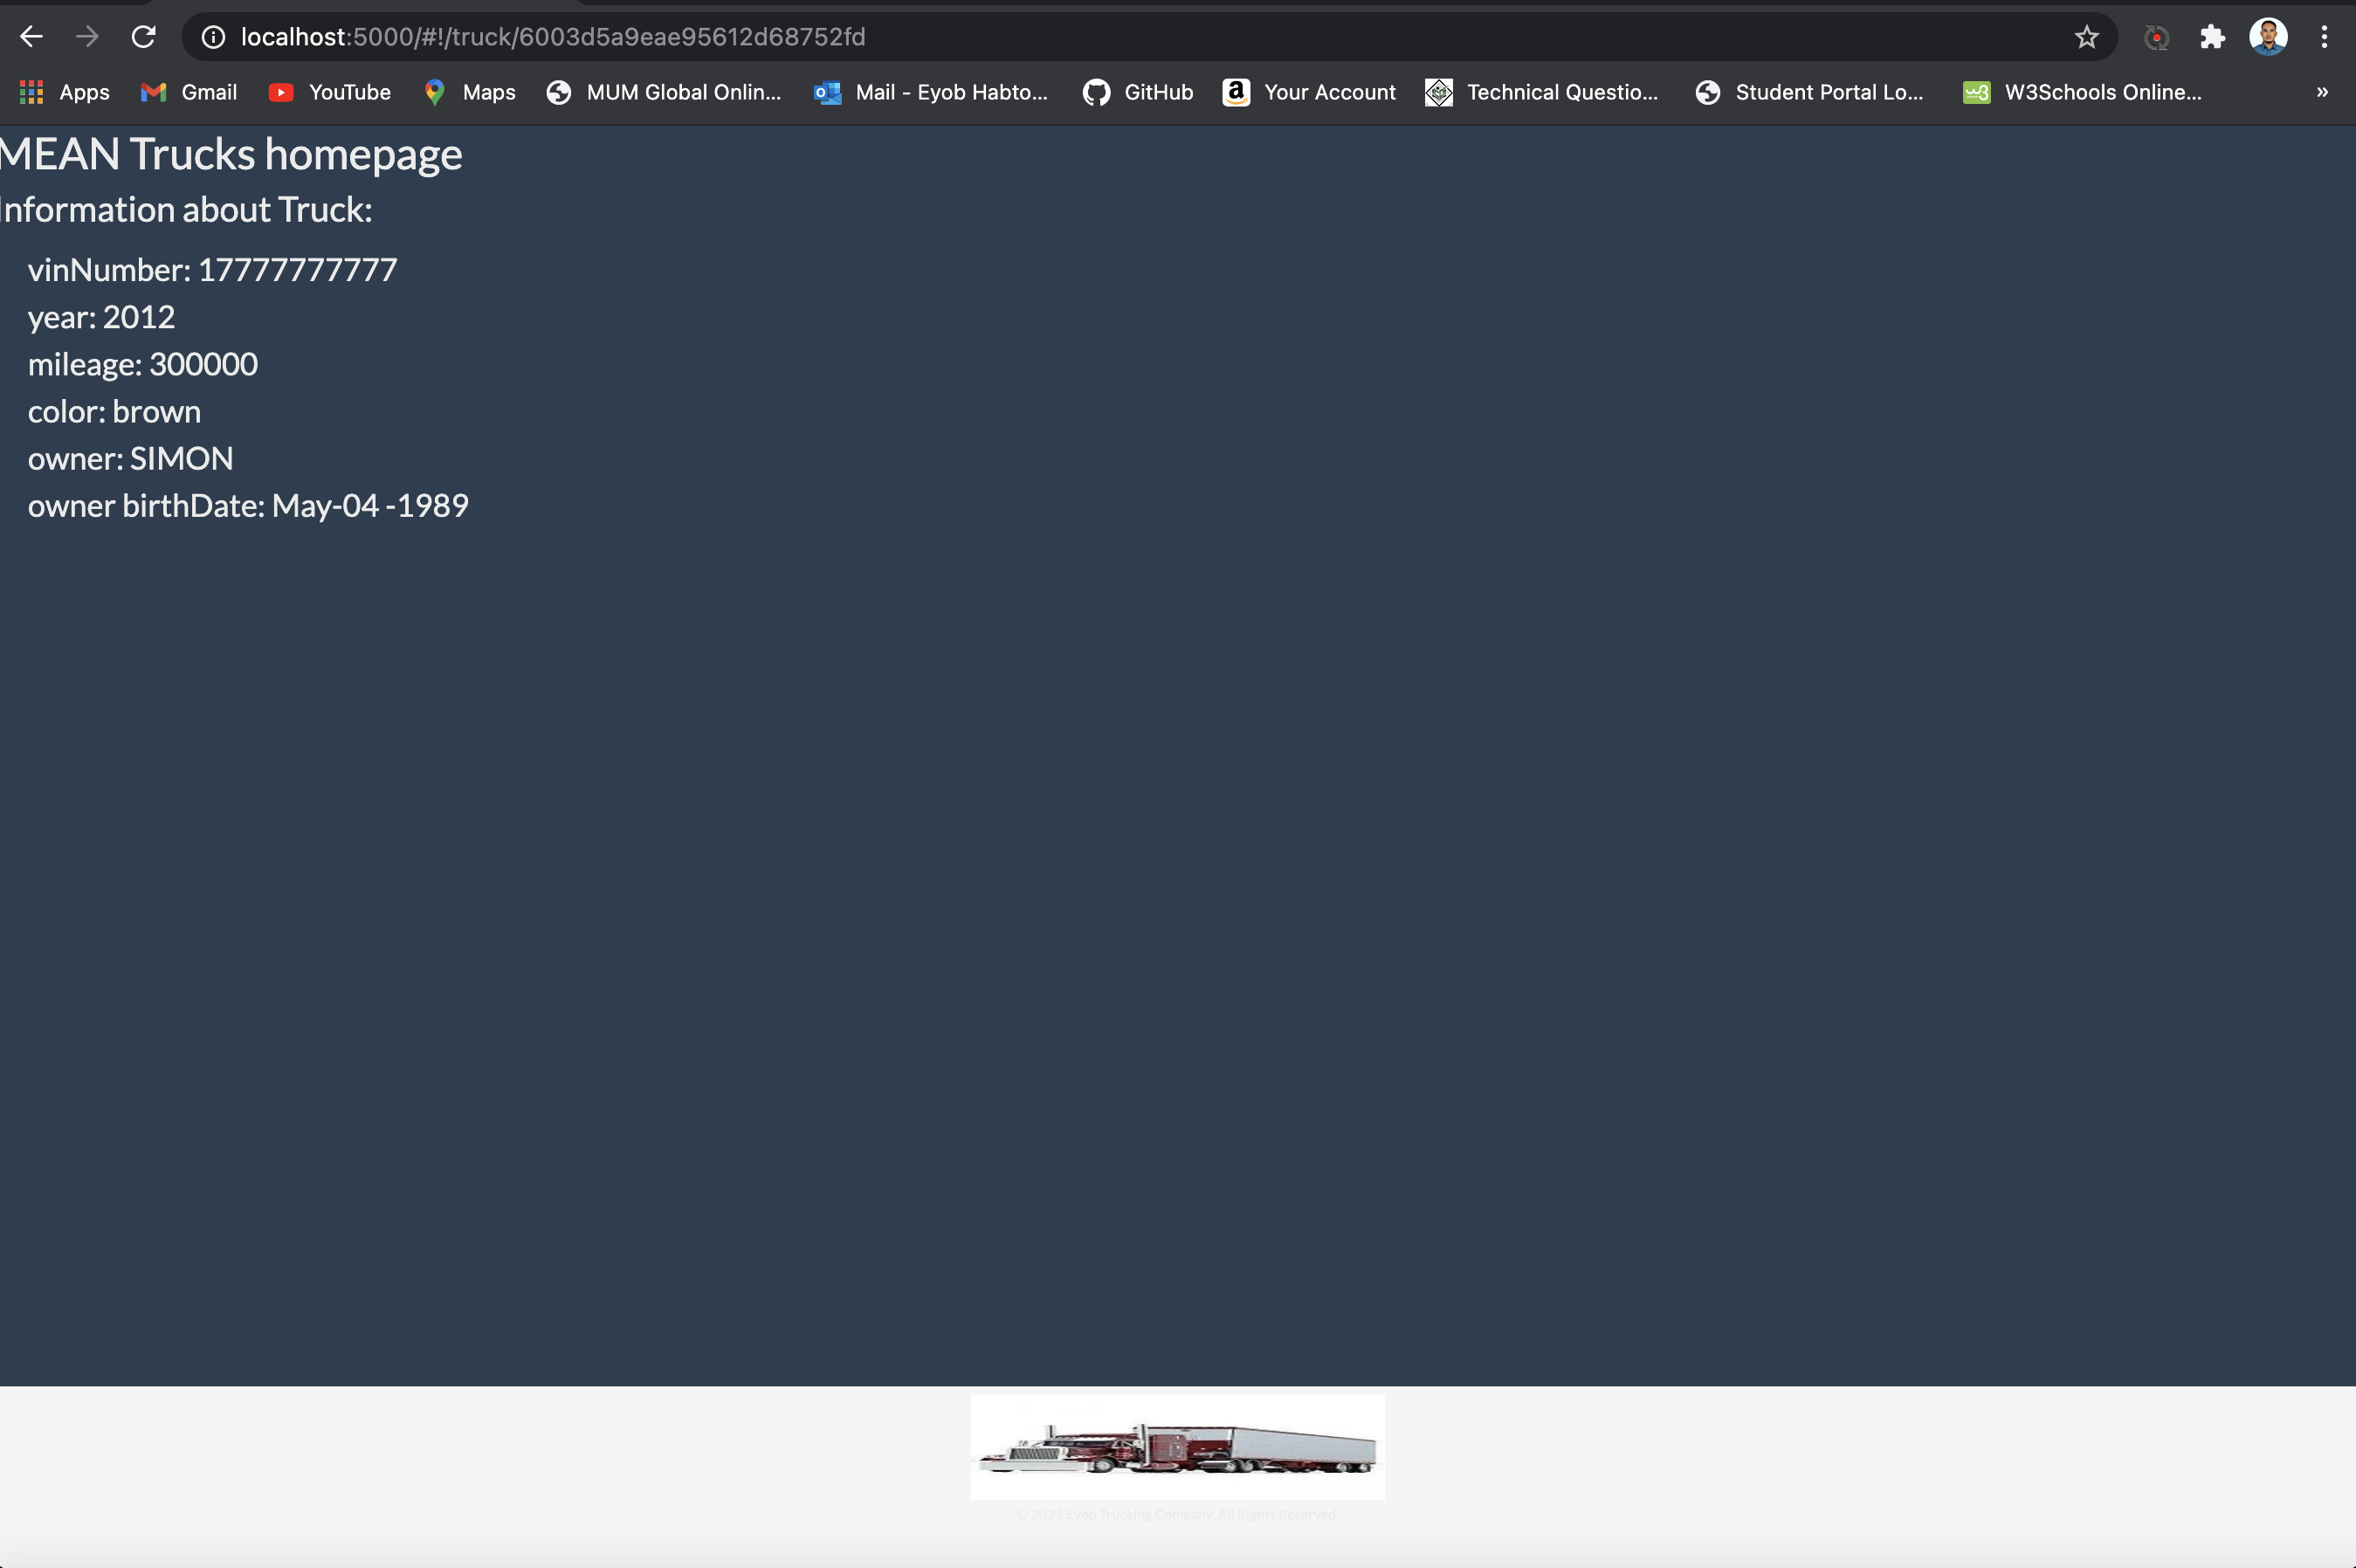 localhost:5000/#!/truck/6003d5a9eae95612d68752fd
Apps Gmail YouTube Maps MUM Global Onlin... Mail - Eyob Habto... GitHub Your Account Technical Questio... Student Portal Lo... W3Schools Online... »
MEAN Trucks homepage
Information about Truck:
vinNumber: 17777777777
year: 2012
mileage: 300000
color: brown
owner: SIMON
owner birthDate: May-04 -1989
© 2021 Eyob Trucking Company. All Rights Reserved.